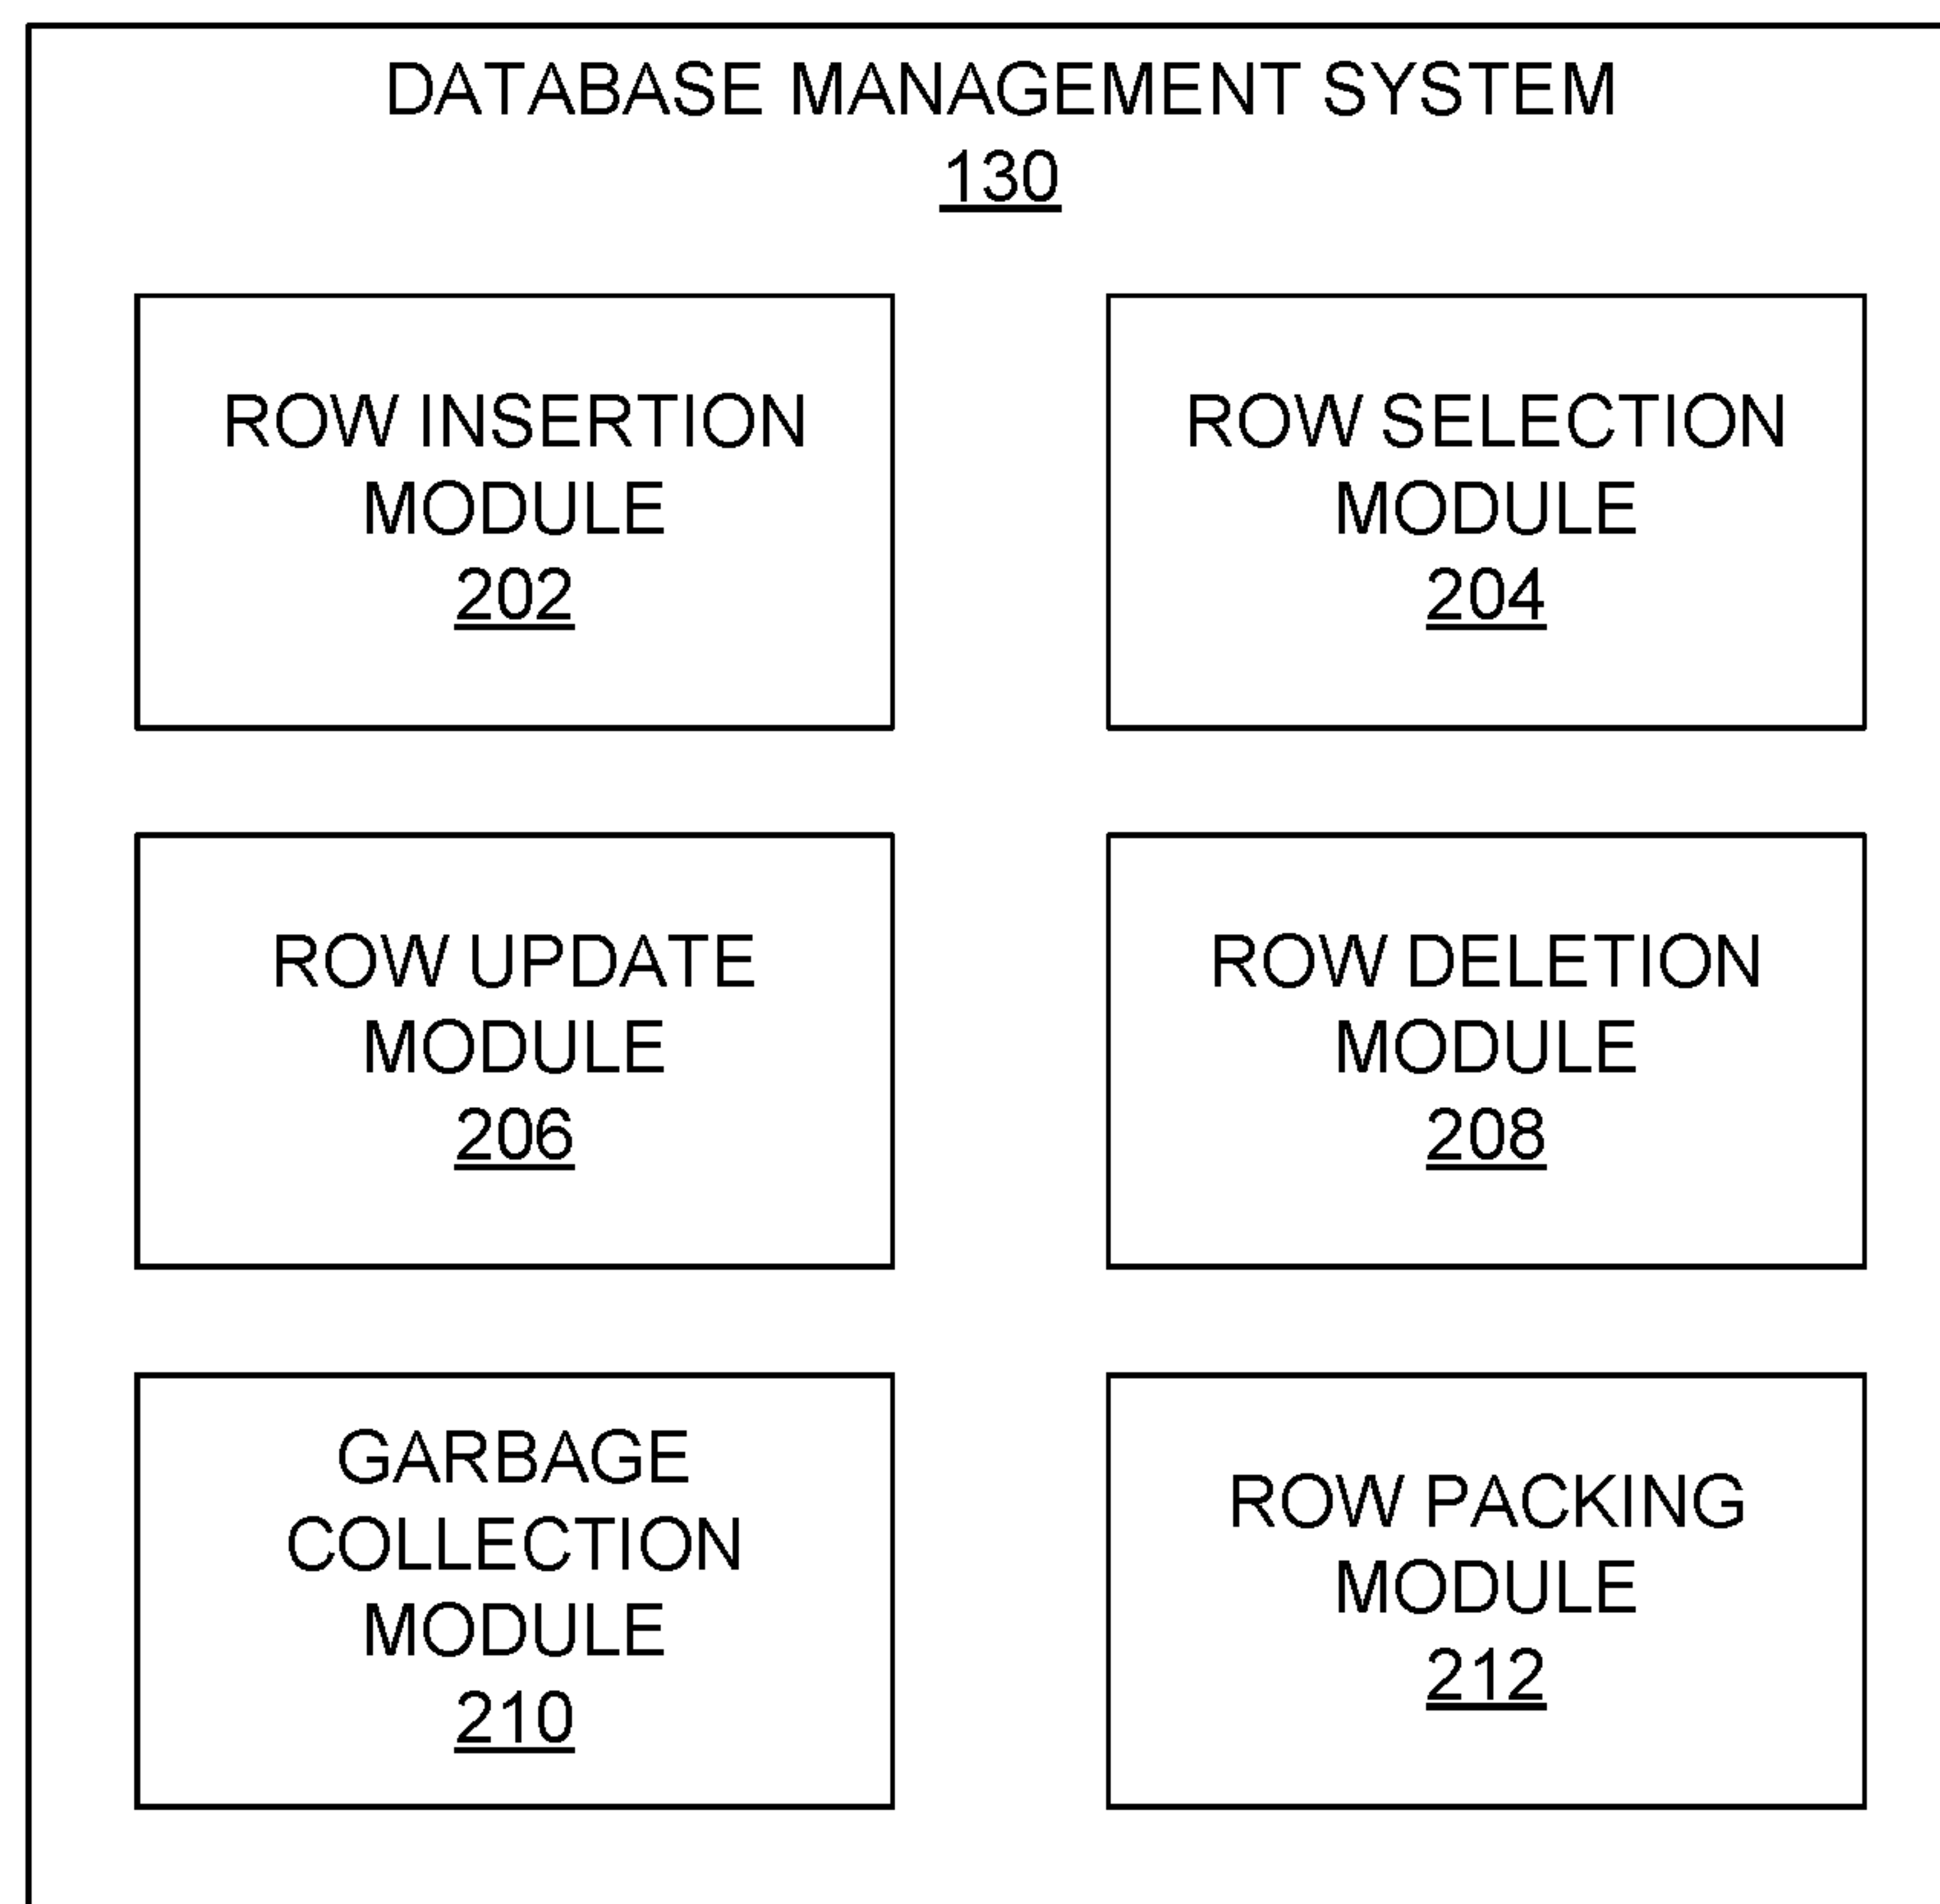 DATABASE MANAGEMENT SYSTEM
130
ROW INSERTION
MODULE
202
ROW SELECTION
MODULE
204
ROW UPDATE
MODULE
206
ROW DELETION
MODULE
208
GARBAGE
COLLECTION
MODULE
210
ROW PACKING
MODULE
212